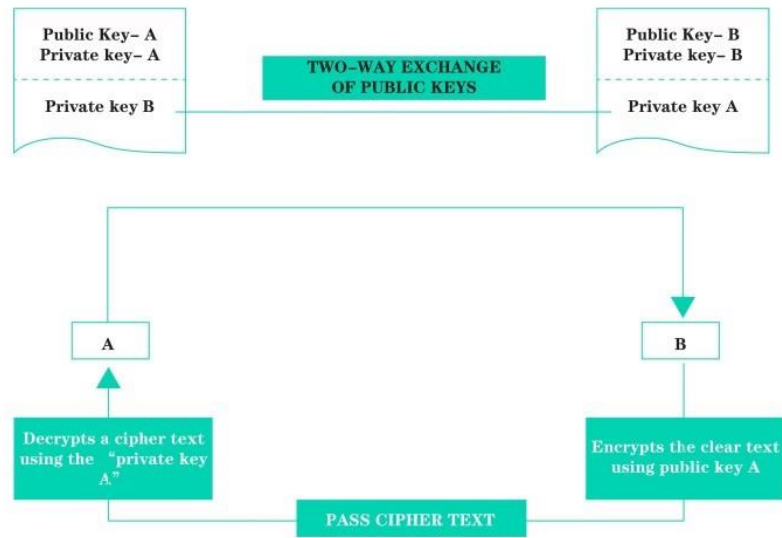 Public Key– A
Private key– A
Private key B
TWO–WAY EXCHANGE
OF PUBLIC KEYS
Public Key– B
Private key– B
Private key A
A
B
Decrypts a cipher text
using the “private key
A”
Encrypts the clear text
using public key A
PASS CIPHER TEXT